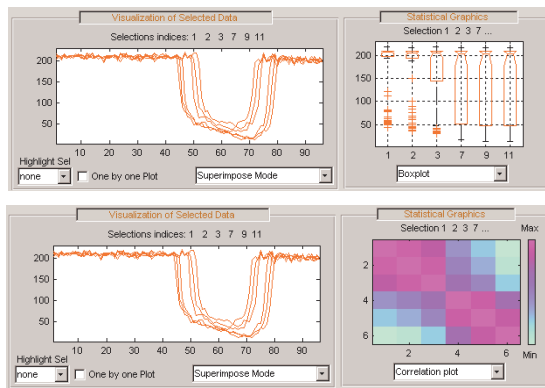 Visualization of Selected Data
Selections indices: 1 2 3 7 9 11
200
150
100
50
10 20 30 40 50 60 70 80 90
Highlight Sel
none
One by one Plot
Superimpose Mode
Statistical Graphics
Selection 1 2 3 7 ...
200
150
100
50
1 2 3 7 9 11
Boxplot
Visualization of Selected Data
Selections indices: 1 2 3 7 9 11
200
150
100
50
10 20 30 40 50 60 70 80 90
Highlight Sel
none
One by one Plot
Superimpose Mode
Statistical Graphics
Selection 1 2 3 7 ...
Max
2
4
6
2 4 6
Min
Correlation plot